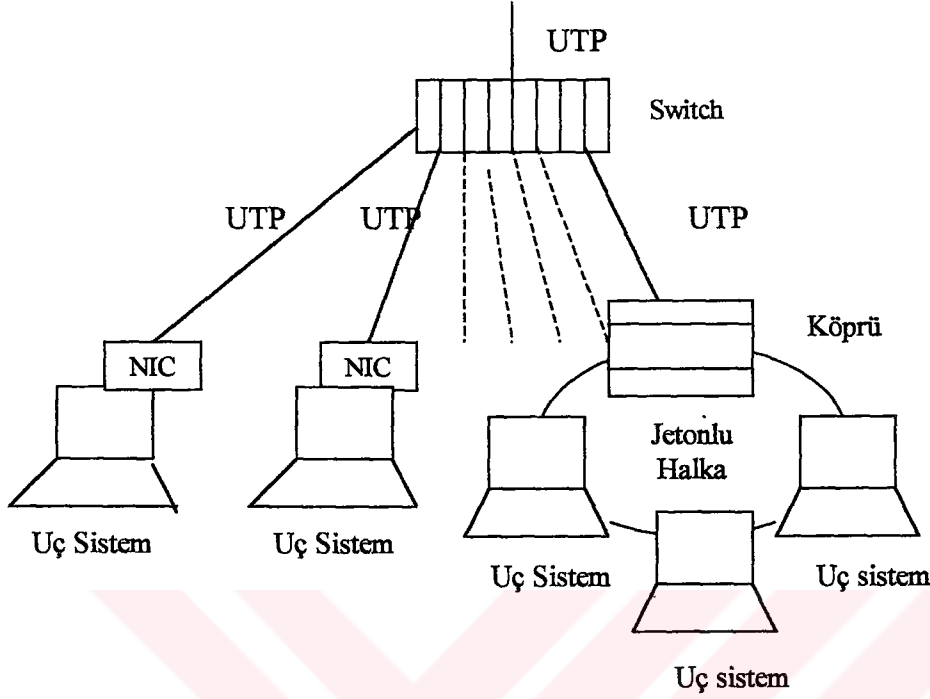 UTP
Switch
UTP
UTP
UTP
Köprü
NIC
NIC
Jetonlu
Halka
Uç Sistem
Uç Sistem
Uç Sistem
Uç sistem
Uç sistem